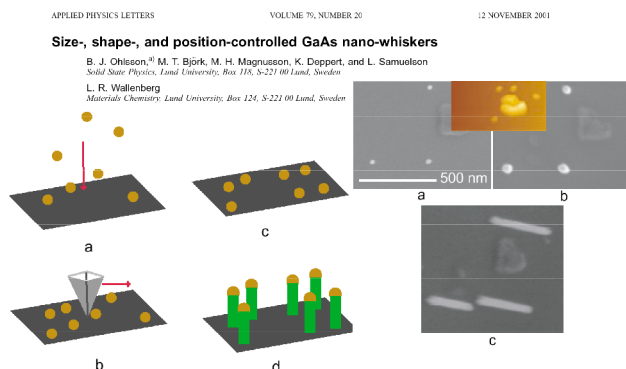 APPLIED PHYSICS LETTERS VOLUME 79, NUMBER 20 12 NOVEMBER 2001
Size-, shape-, and position-controlled GaAs nano-whiskers
B. J. Ohlsson,a) M. T. Björk, M. H. Magnusson, K. Deppert, and L. Samuelson
Solid State Physics, Lund University, Box 118, S-221 00 Lund, Sweden
L. R. Wallenberg
Materials Chemistry, Lund University, Box 124, S-221 00 Lund, Sweden
500 nm
a b
c
a
c
b
d